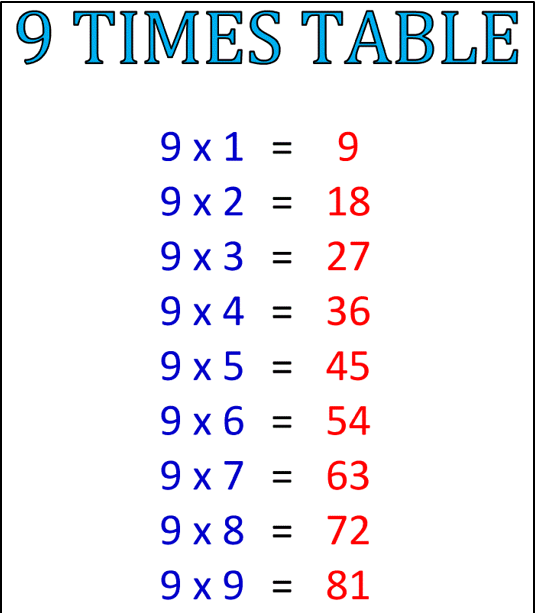 9 TIMES TABLE
9 x 1 = 9
9 x 2 = 18
9 x 3 = 27
9 x 4 = 36
9 x 5 = 45
9 x 6 = 54
9 x 7 = 63
9 x 8 = 72
9 x 9 = 81